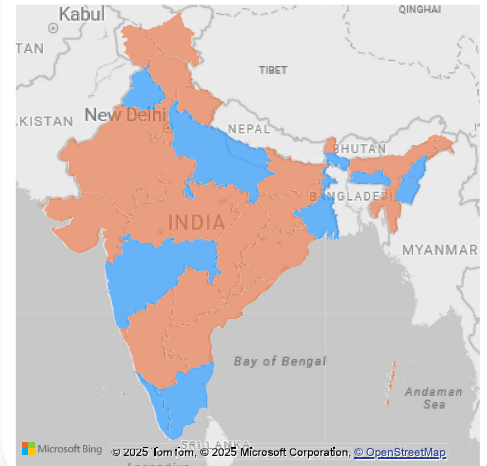 Kabul
QINGHAI
TAN
TIBET
KISTAN
New Delhi
NEPAL
BHUTAN
BANGLADESH
INDIA
MYANMAR
Bay of Bengal
Andaman
Sea
SRI LANKA
Microsoft Bing
© 2025 TomTom, © 2025 Microsoft Corporation, © OpenStreetMap